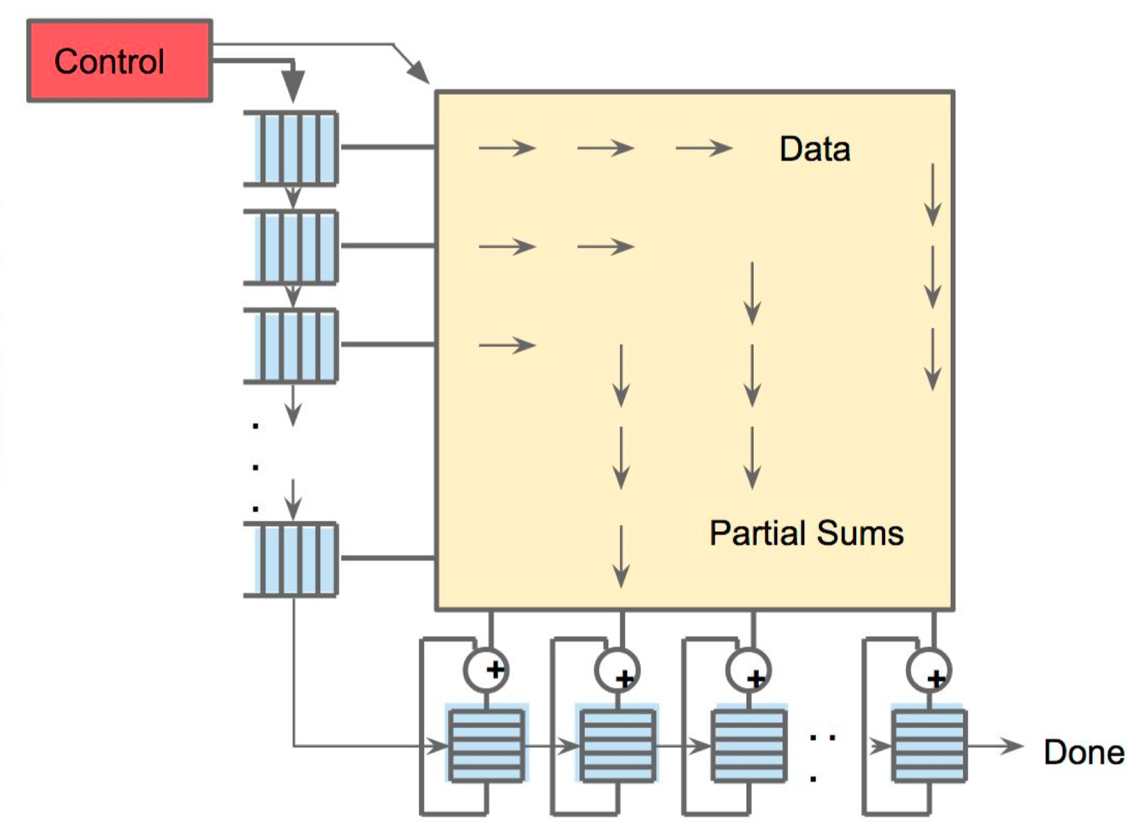 Control
Data
Partial Sums
+ + + +
Done